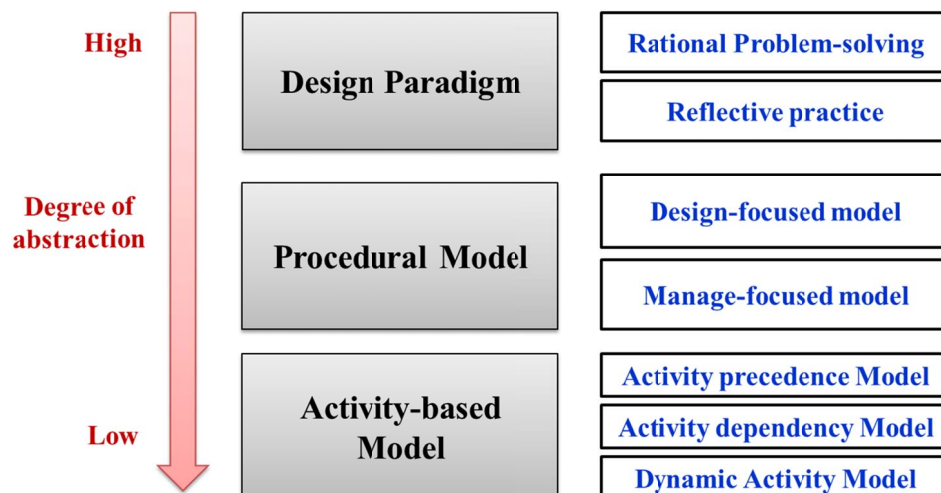 High
Design Paradigm
Rational Problem-solving
Reflective practice
Degree of
abstraction
Procedural Model
Design-focused model
Manage-focused model
Low
Activity-based
Model
Activity precedence Model
Activity dependency Model
Dynamic Activity Model